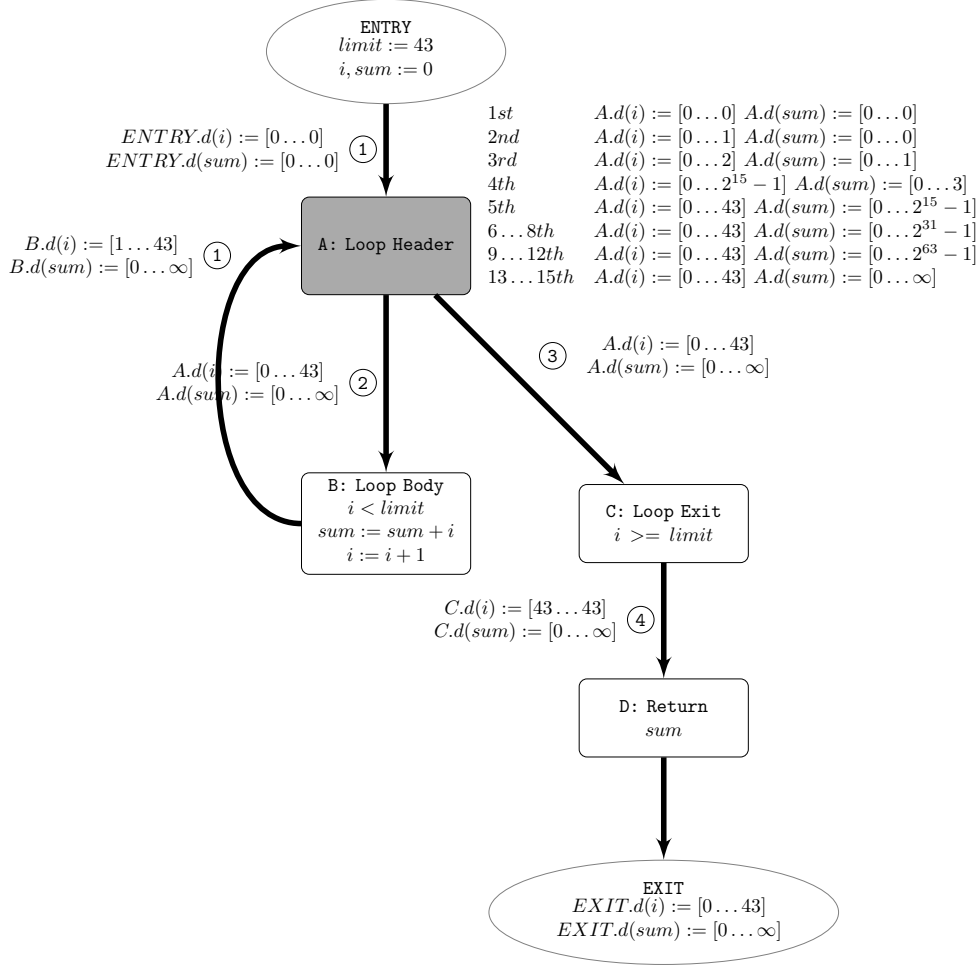 ENTRY
limit := 43
i, sum := 0
ENTRY.d(i) := [0 … 0]
ENTRY.d(sum) := [0 … 0]
1
1st A.d(i) := [0 … 0] A.d(sum) := [0 … 0]
2nd A.d(i) := [0 … 1] A.d(sum) := [0 … 0]
3rd A.d(i) := [0 … 2] A.d(sum) := [0 … 1]
4th A.d(i) := [0 … 2^15 − 1] A.d(sum) := [0 … 3]
5th A.d(i) := [0 … 43] A.d(sum) := [0 … 2^15 − 1]
6 … 8th A.d(i) := [0 … 43] A.d(sum) := [0 … 2^31 − 1]
9 … 12th A.d(i) := [0 … 43] A.d(sum) := [0 … 2^63 − 1]
13 … 15th A.d(i) := [0 … 43] A.d(sum) := [0 … ∞]
A: Loop Header
B.d(i) := [1 … 43]
B.d(sum) := [0 … ∞]
1
A.d(i) := [0 … 43]
A.d(sum) := [0 … ∞]
2
3
A.d(i) := [0 … 43]
A.d(sum) := [0 … ∞]
B: Loop Body
i < limit
sum := sum + i
i := i + 1
C: Loop Exit
i >= limit
C.d(i) := [43 … 43]
C.d(sum) := [0 … ∞]
4
D: Return
sum
EXIT
EXIT.d(i) := [0 … 43]
EXIT.d(sum) := [0 … ∞]